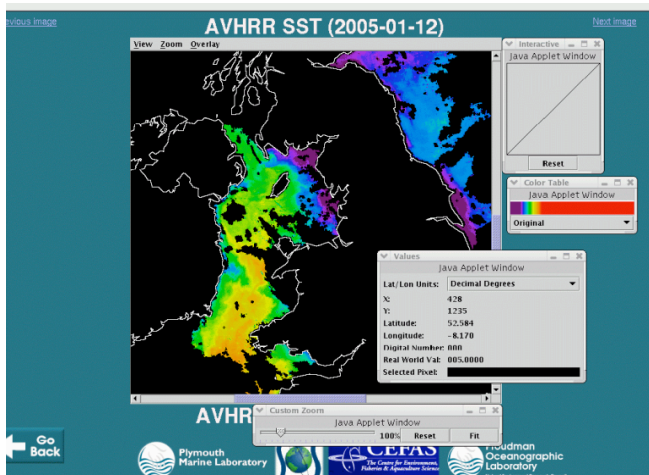 evious image
AVHRR SST (2005-01-12)
Next image
View Zoom Overlay
Interactive
Java Applet Window
Reset
Color Table
Java Applet Window
Original
Values
Java Applet Window
Lat/Lon Units: Decimal Degrees
X: 428
Y: 1235
Latitude: 52.584
Longitude: -8.170
Digital Number: 000
Real World Val: 005.0000
Selected Pixel:
AVHR
Custom Zoom
Java Applet Window
100% Reset Fit
Go
Back
Plymouth
Marine Laboratory
CEFAS
The Centre for Environment,
Fisheries & Aquaculture Science
oudman
Oceanographic
Laboratory